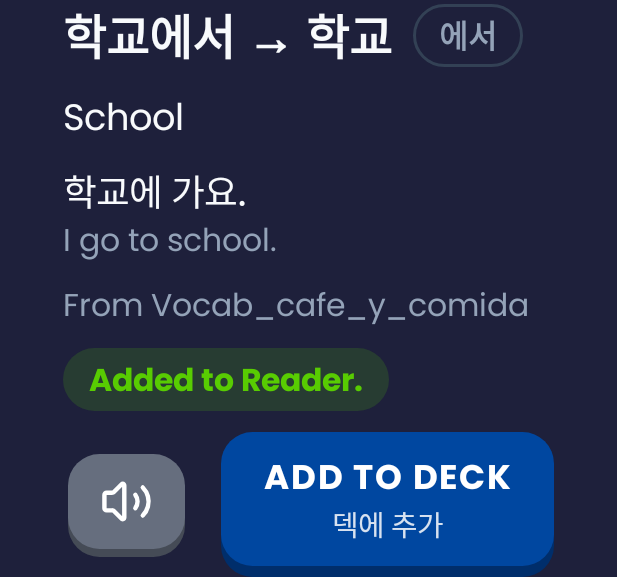 학교에서 → 학교 에서
School
학교에 가요.
I go to school.
From Vocab_cafe_y_comida
Added to Reader.
ADD TO DECK
덱에 추가